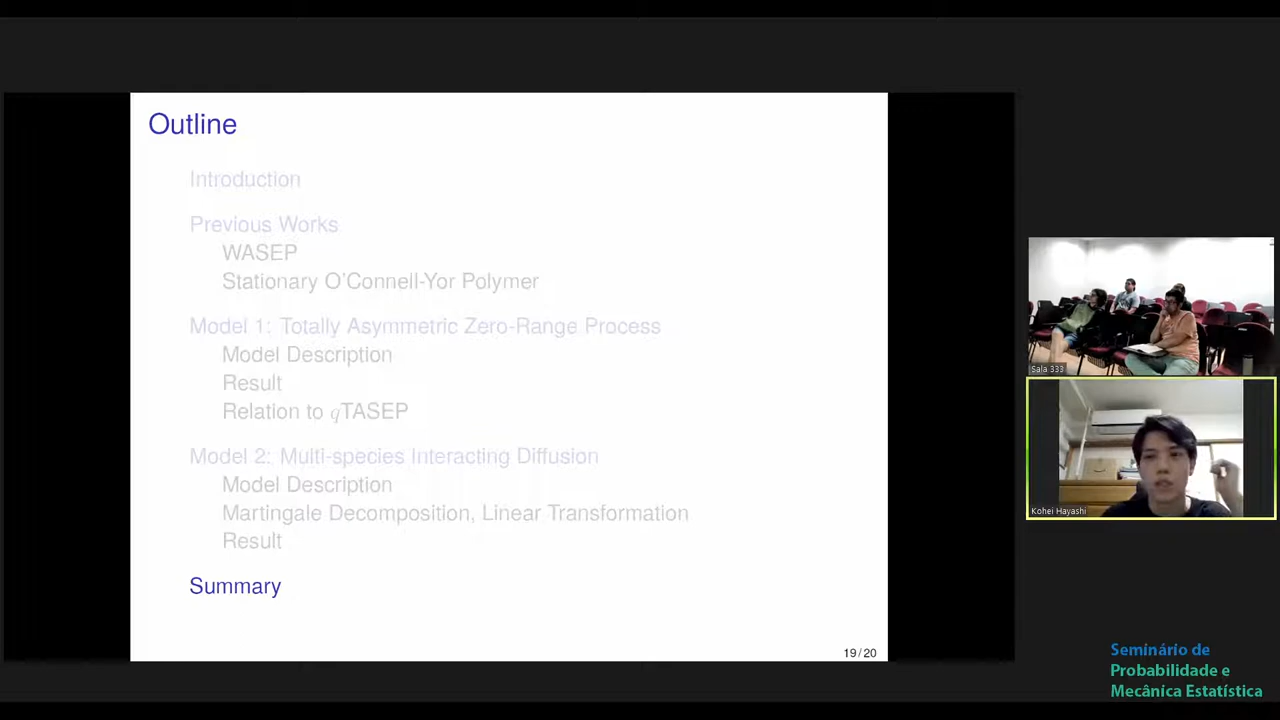 Outline
Introduction
Previous Works
WASEP
Stationary O'Connell-Yor Polymer
Model 1: Totally Asymmetric Zero-Range Process
Model Description
Result
Relation to qTASEP
Model 2: Multi-species Interacting Diffusion
Model Description
Martingale Decomposition, Linear Transformation
Result
Summary
19/20
Sala 333
Kohei Hayashi
Seminário de
Probabilidade e
Mecânica Estatística